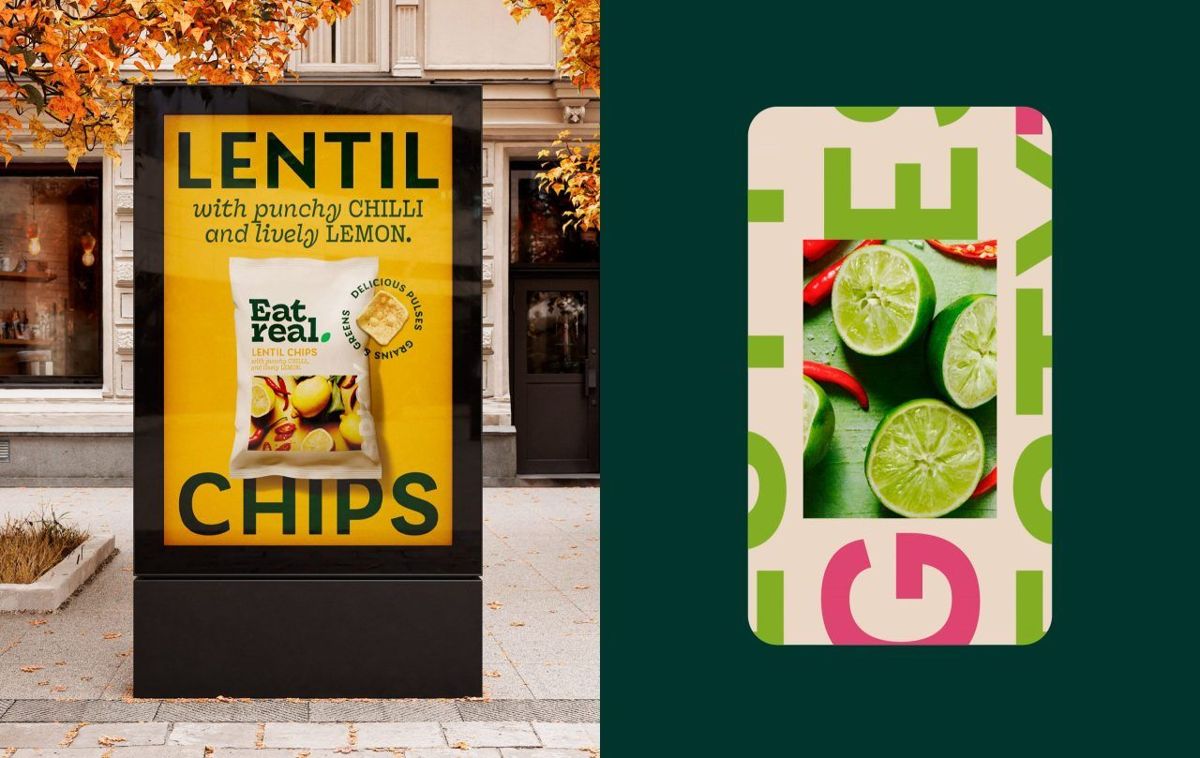 LENTIL
with punchy CHILLI
and lively LEMON.
Eat
real.
LENTIL CHIPS
with punchy CHILLI,
and lively LEMON.
DELICIOUS PULSES
GRAINS & GREENS
CHIPS
E
G